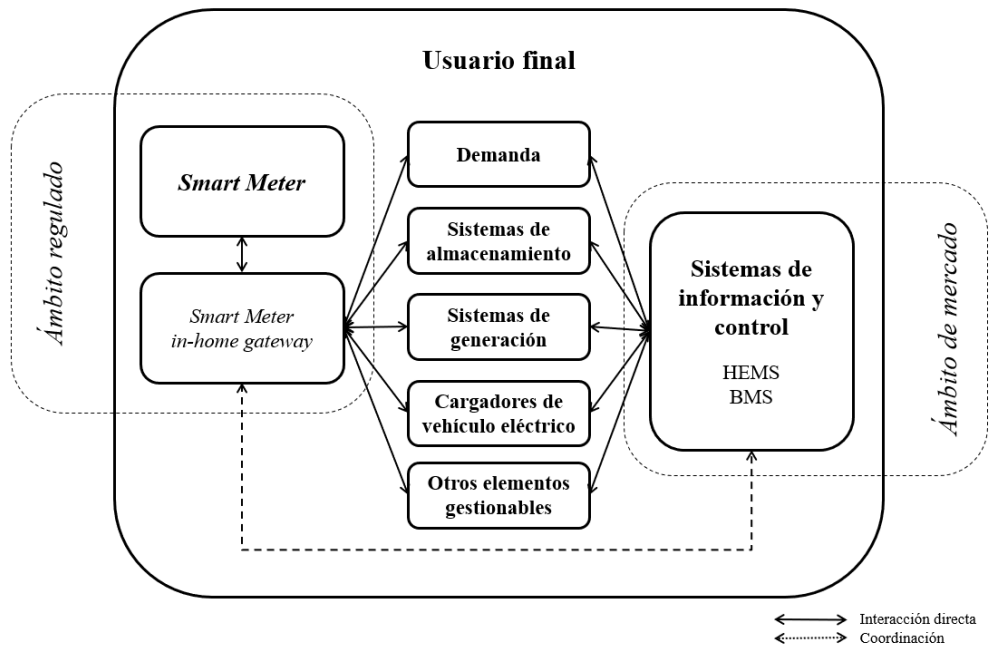 Usuario final
Ámbito regulado
Smart Meter
Smart Meter
in-home gateway
Demanda
Sistemas de
almacenamiento
Sistemas de
generación
Cargadores de
vehículo eléctrico
Otros elementos
gestionables
Sistemas de
información y
control
HEMS
BMS
Ámbito de mercado
Interacción directa
Coordinación